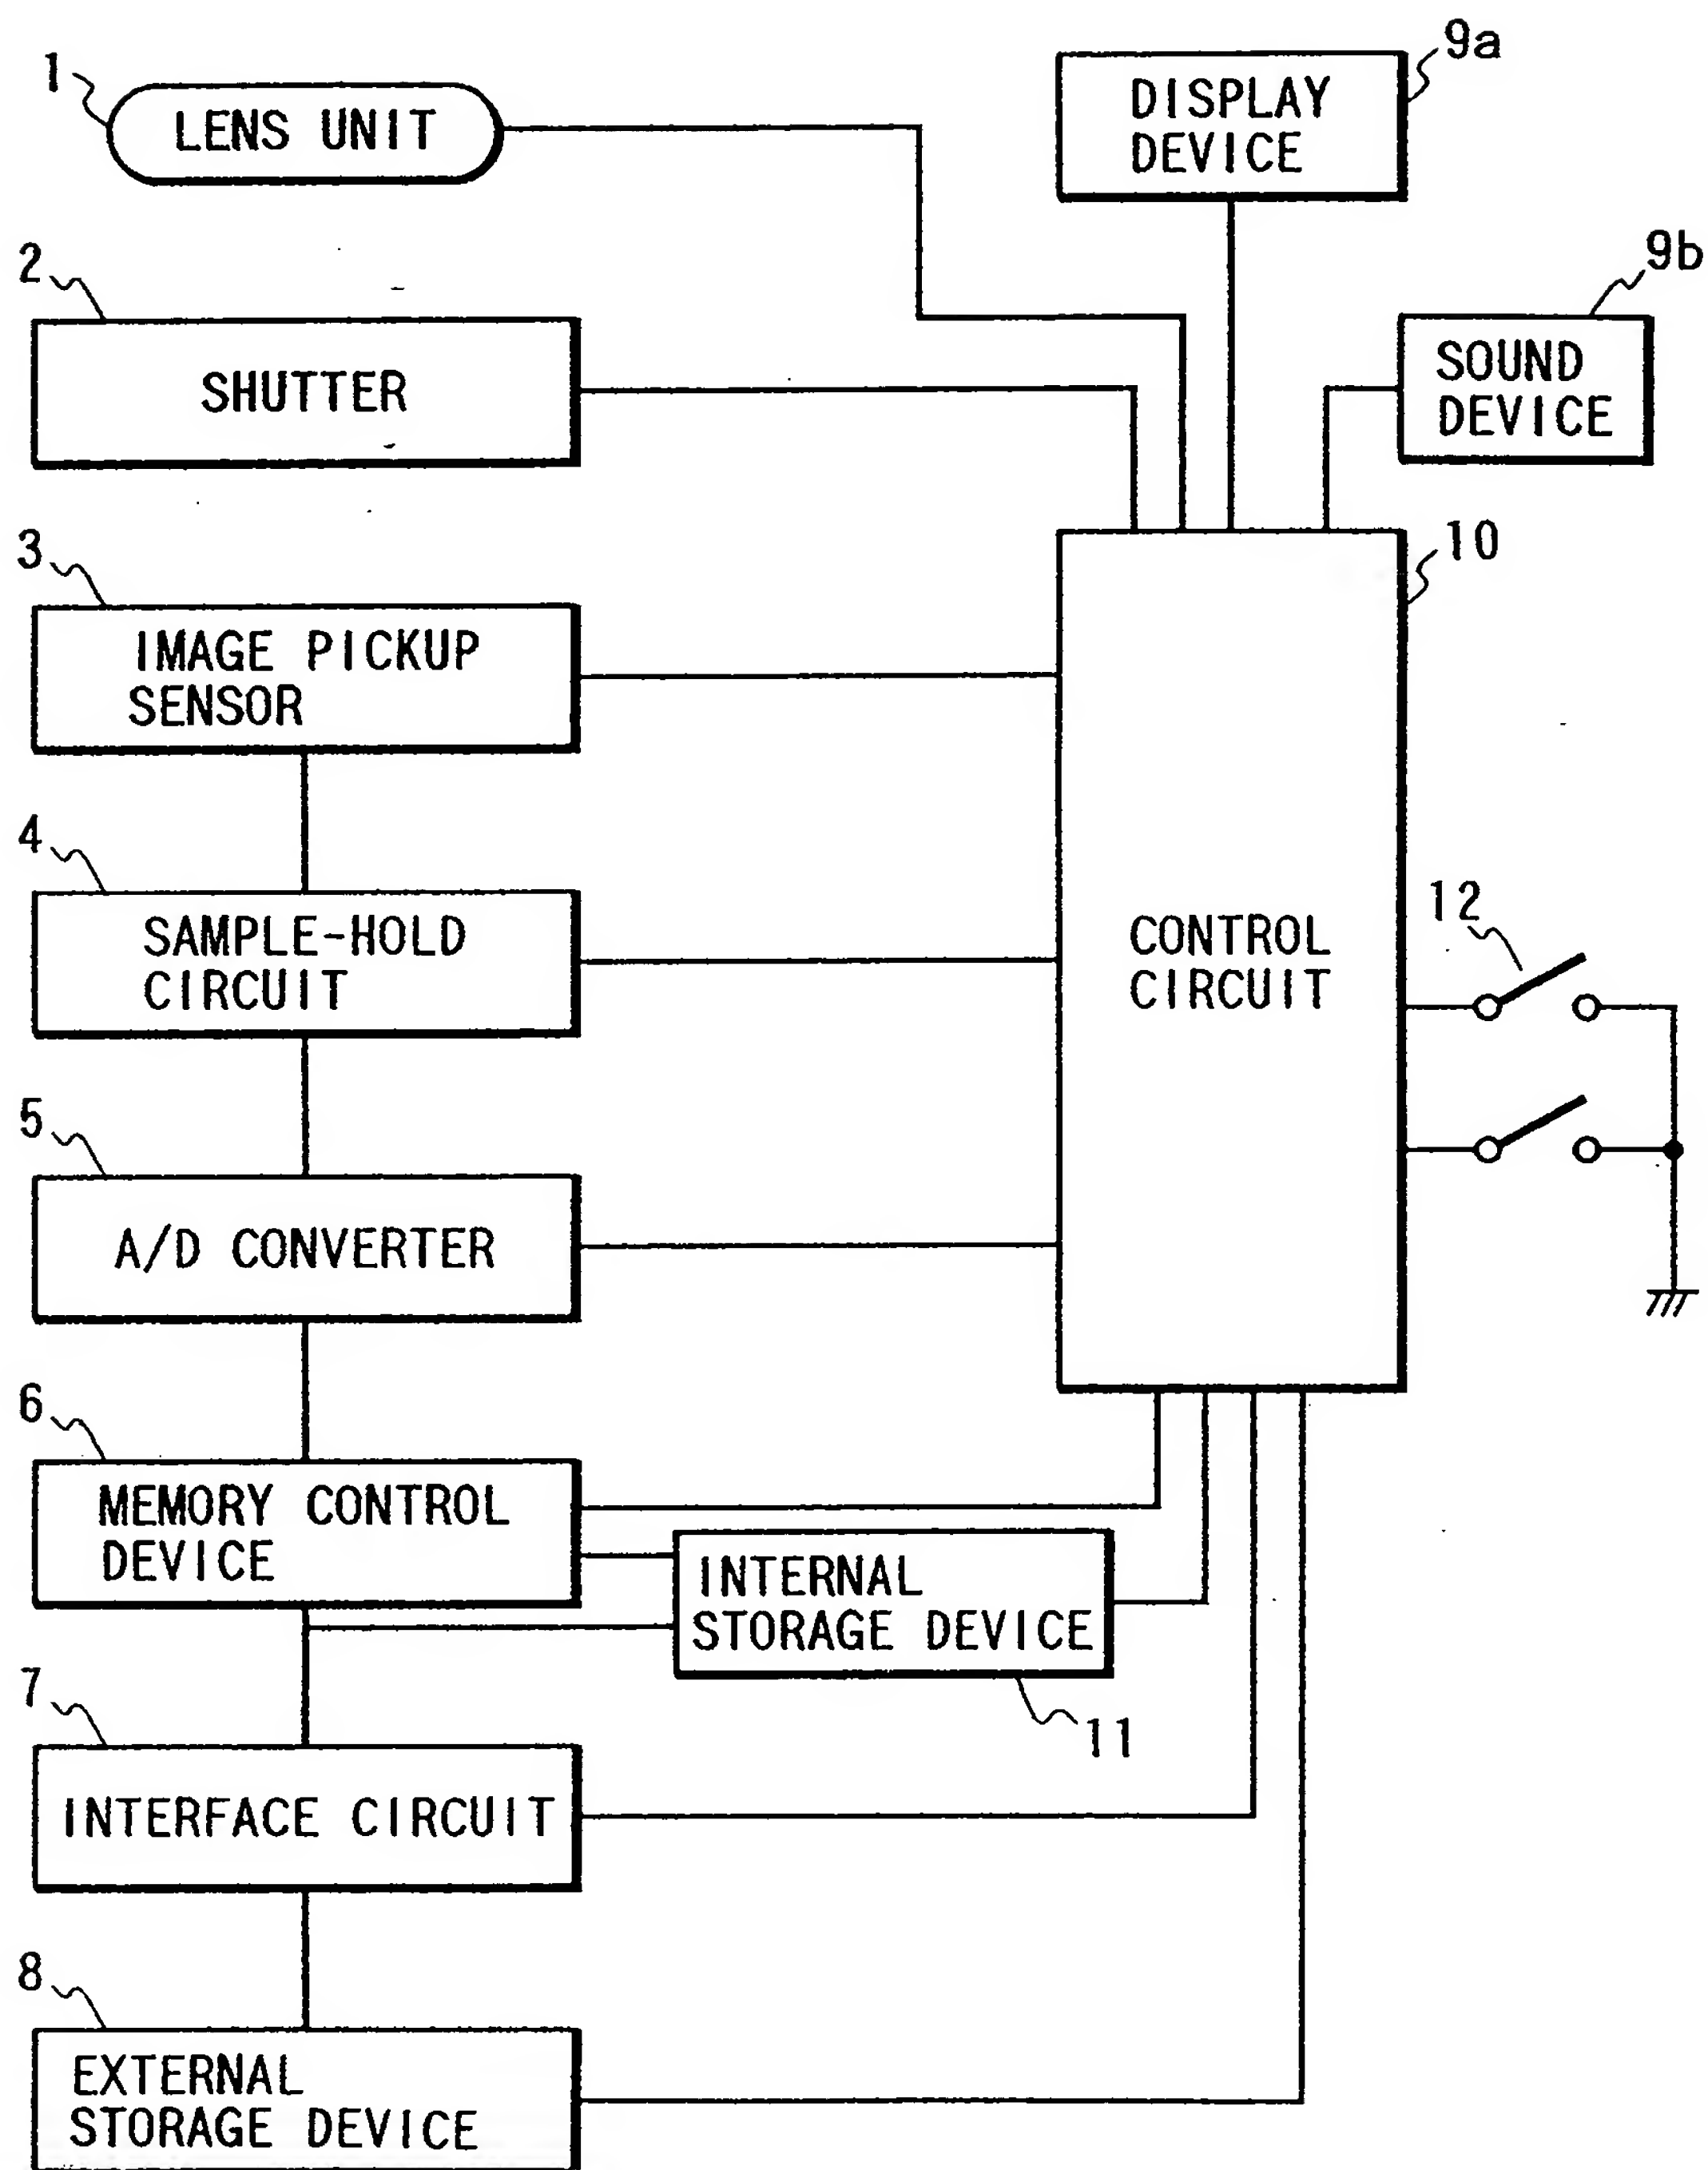 1
LENS UNIT
9a
DISPLAY
DEVICE
2
SHUTTER
9b
SOUND
DEVICE
3
IMAGE PICKUP
SENSOR
10
CONTROL
CIRCUIT
4
SAMPLE-HOLD
CIRCUIT
12
5
A/D CONVERTER
6
MEMORY CONTROL
DEVICE
INTERNAL
STORAGE DEVICE
11
7
INTERFACE CIRCUIT
8
EXTERNAL
STORAGE DEVICE